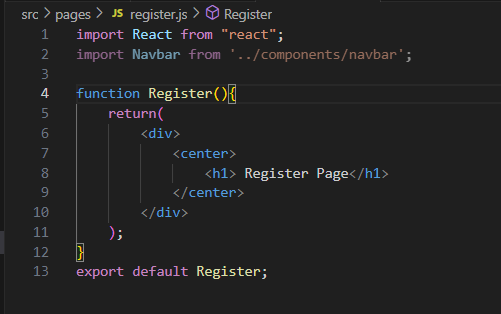 src > pages > JS register.js > Register
1 import React from "react";
2 import Navbar from '../components/navbar';
3
4 function Register(){
5     return(
6         <div>
7             <center>
8                 <h1> Register Page</h1>
9             </center>
10         </div>
11     );
12 }
13 export default Register;